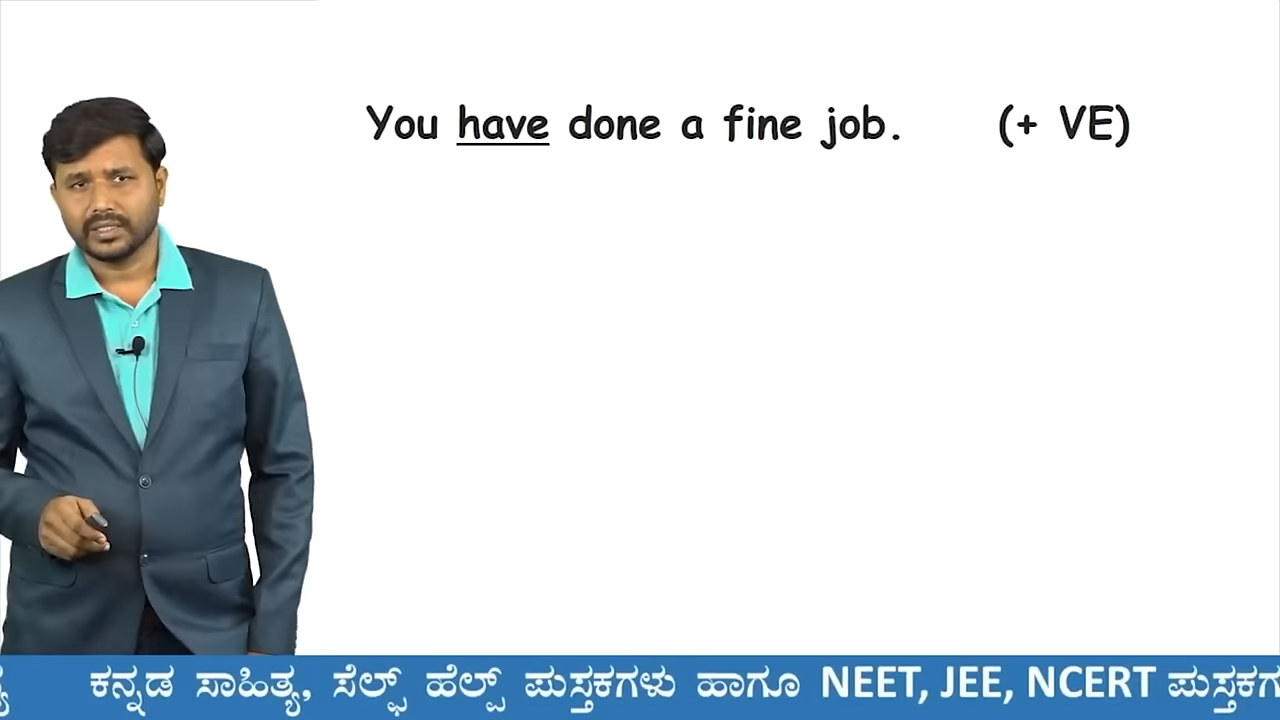 You have done a fine job. (+ VE)
ಕನ್ನಡ ಸಾಹಿತ್ಯ, ಸೆಲ್ಫ್ ಹೆಲ್ಪ್ ಪುಸ್ತಕಗಳು ಹಾಗೂ NEET, JEE, NCERT